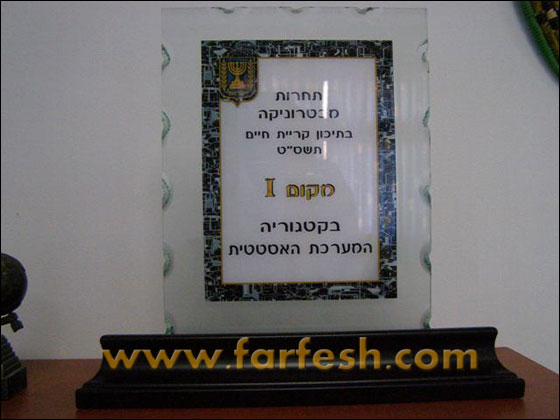 תחרות
מכטרוניקה
בתיכון קריית חיים
תשס"ט
מקום I
בקטגוריה
המערכת האסטטית
www.farfesh.com